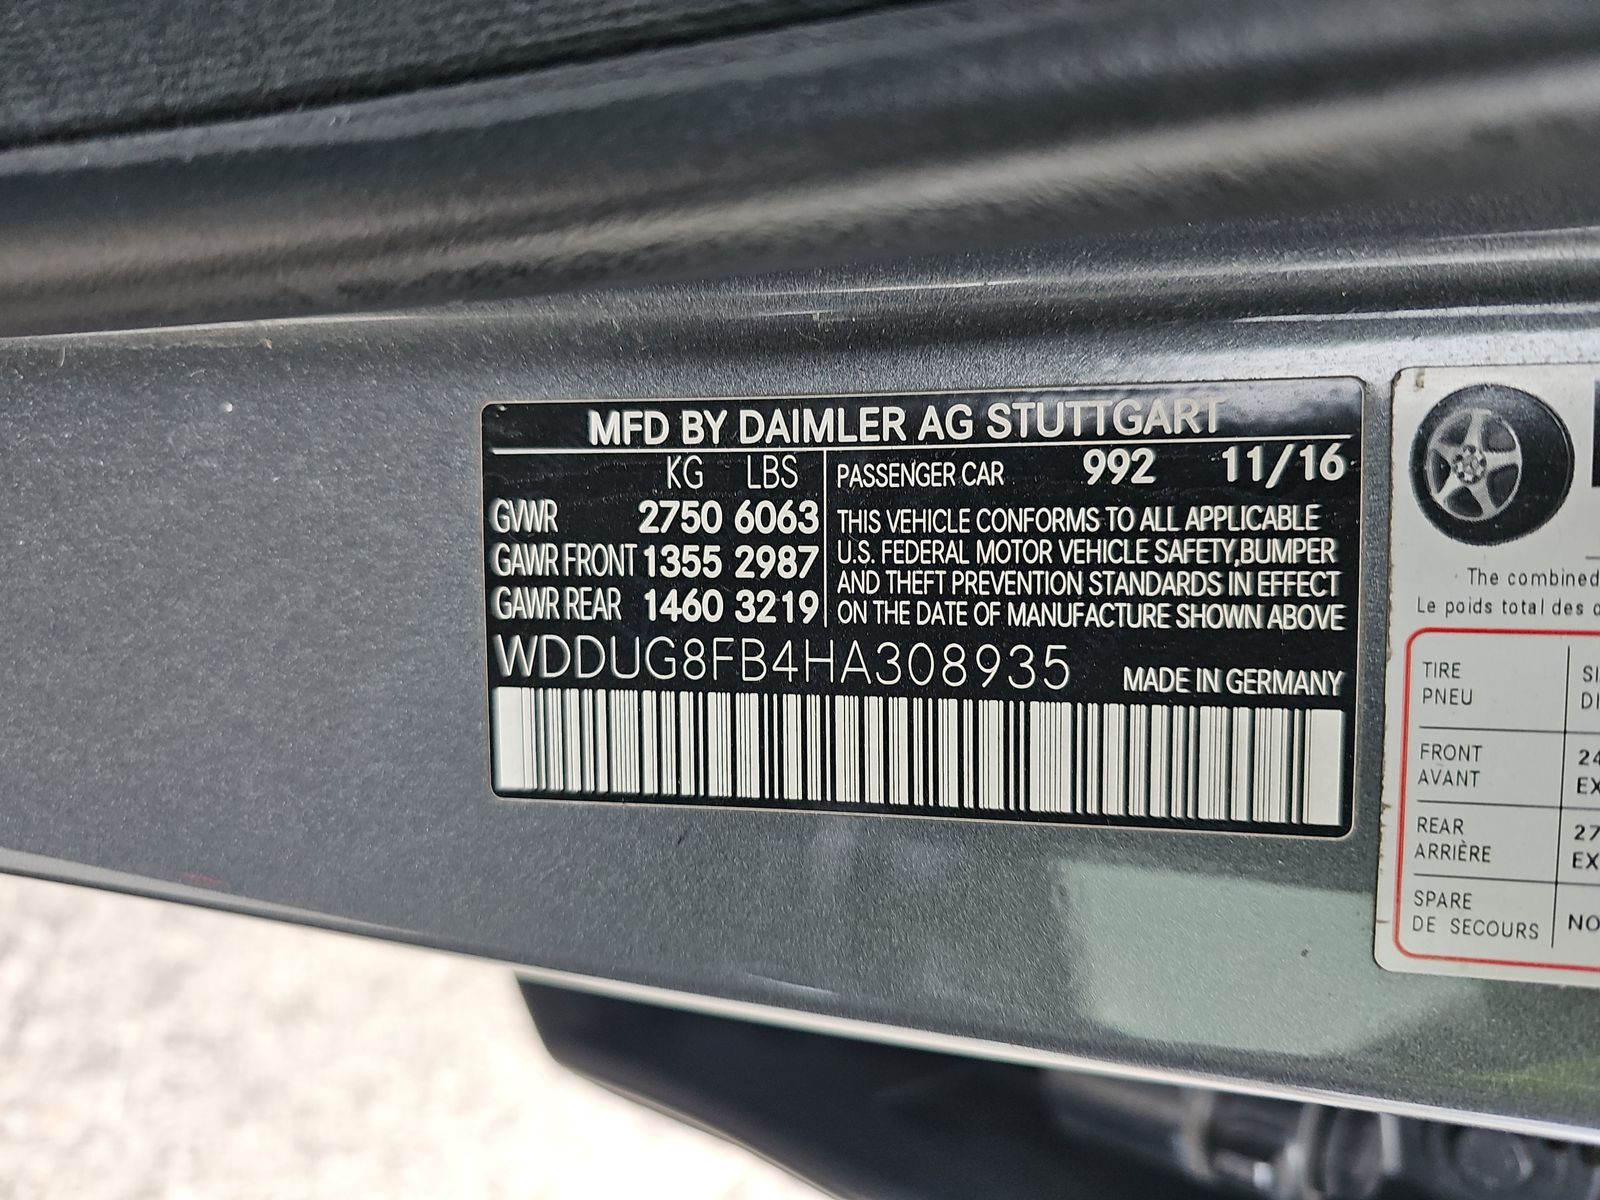 MFD BY DAIMLER AG STUTTGART
KG LBS
GVWR 2750 6063
GAWR FRONT 1355 2987
GAWR REAR 1460 3219
PASSENGER CAR 992 11/16
THIS VEHICLE CONFORMS TO ALL APPLICABLE
U.S. FEDERAL MOTOR VEHICLE SAFETY,BUMPER
AND THEFT PREVENTION STANDARDS IN EFFECT
ON THE DATE OF MANUFACTURE SHOWN ABOVE
WDDUG8FB4HA308935
MADE IN GERMANY
The combined
Le poids total des
TIRE
PNEU
FRONT
AVANT
REAR
ARRIÈRE
SPARE
DE SECOURS